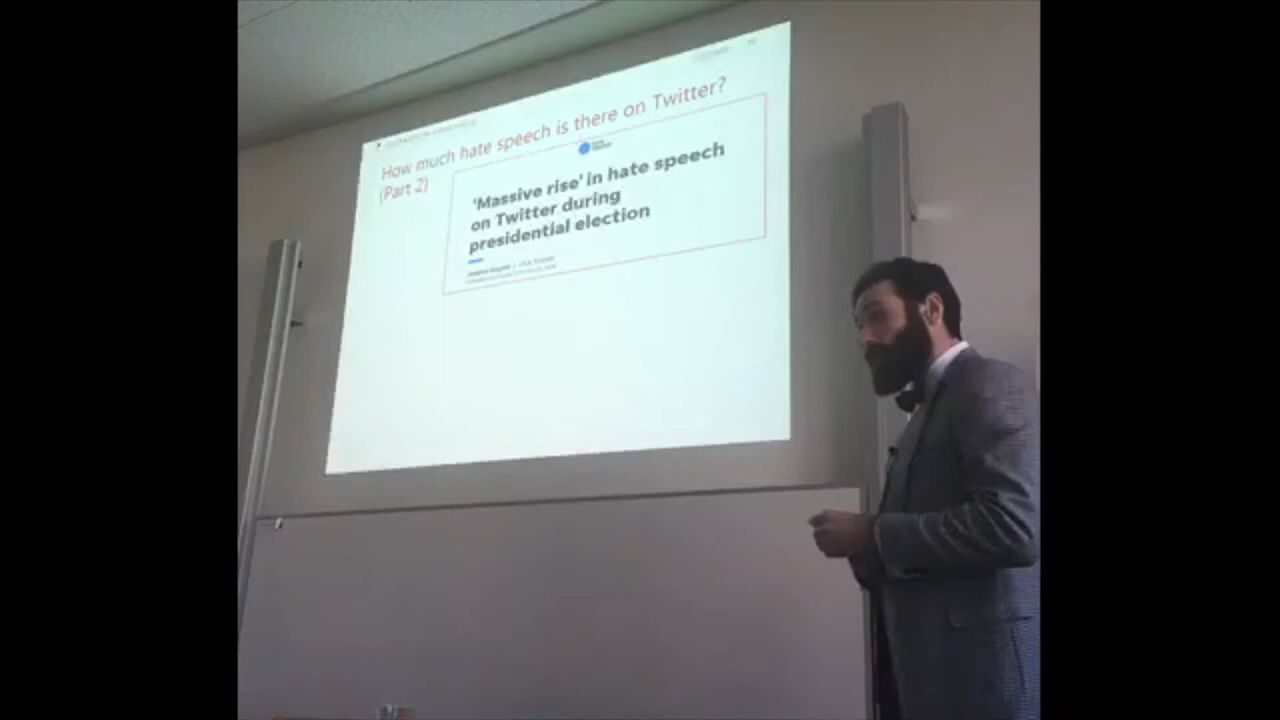 How much hate speech is there on Twitter?
(Part 2)
'Massive rise' in hate speech
on Twitter during
presidential election